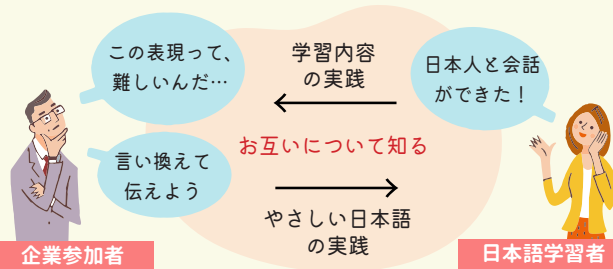 この表現って、
難しいんだ…
学習内容
の実践
日本人と会話
ができた！
お互いについて知る
言い換えて
伝えよう
やさしい日本語
の実践
企業参加者
日本語学習者